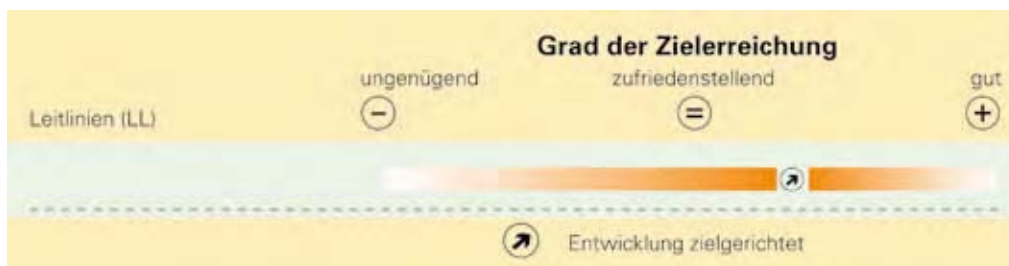 Grad der Zielerreichung
ungenügend zufriedenstellend gut
Leitlinien (LL)
Entwicklung zielgerichtet